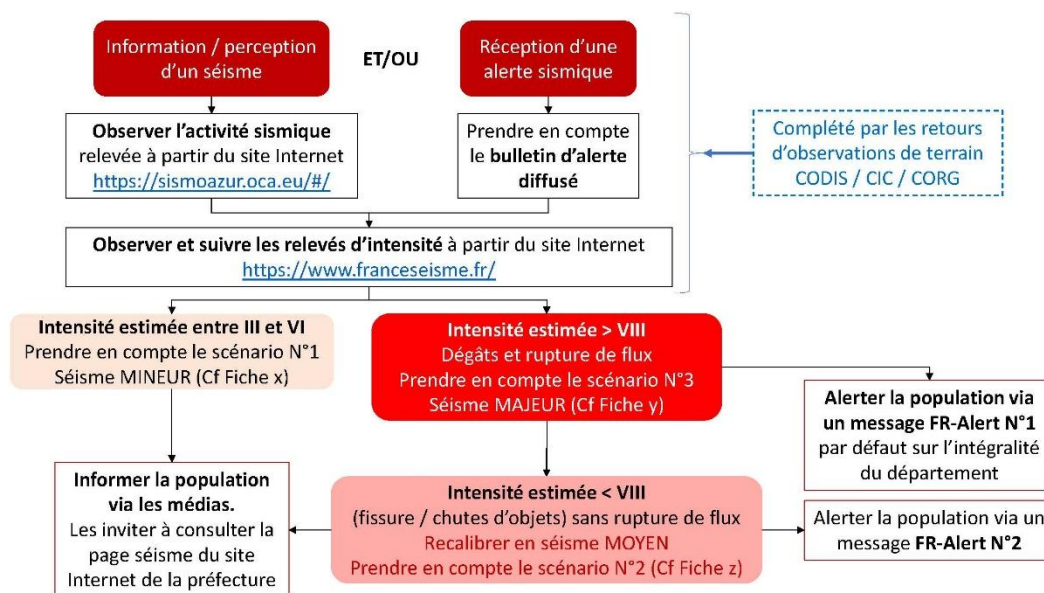 Information / perception
d’un séisme
ET/OU
Réception d’une
alerte sismique
Observer l’activité sismique
relevée à partir du site Internet
https://sismoazur.oca.eu/#/
Prendre en compte
le bulletin d’alerte
diffusé
Complété par les retours
d’observations de terrain
CODIS / CIC / CORG
Observer et suivre les relevés d’intensité à partir du site Internet
https://www.franceseisme.fr/
Intensité estimée entre III et VI
Prendre en compte le scénario N°1
Séisme MINEUR (Cf Fiche x)
Intensité estimée > VIII
Dégâts et rupture de flux
Prendre en compte le scénario N°3
Séisme MAJEUR (Cf Fiche y)
Alerter la population via
un message FR-Alert N°1
par défaut sur l’intégralité
du département
Informer la population
via les médias.
Les inviter à consulter la
page séisme du site
Internet de la préfecture
Intensité estimée < VIII
(fissure / chutes d’objets) sans rupture de flux
Recalibrer en séisme MOYEN
Prendre en compte le scénario N°2 (Cf Fiche z)
Alerter la population via un
message FR-Alert N°2